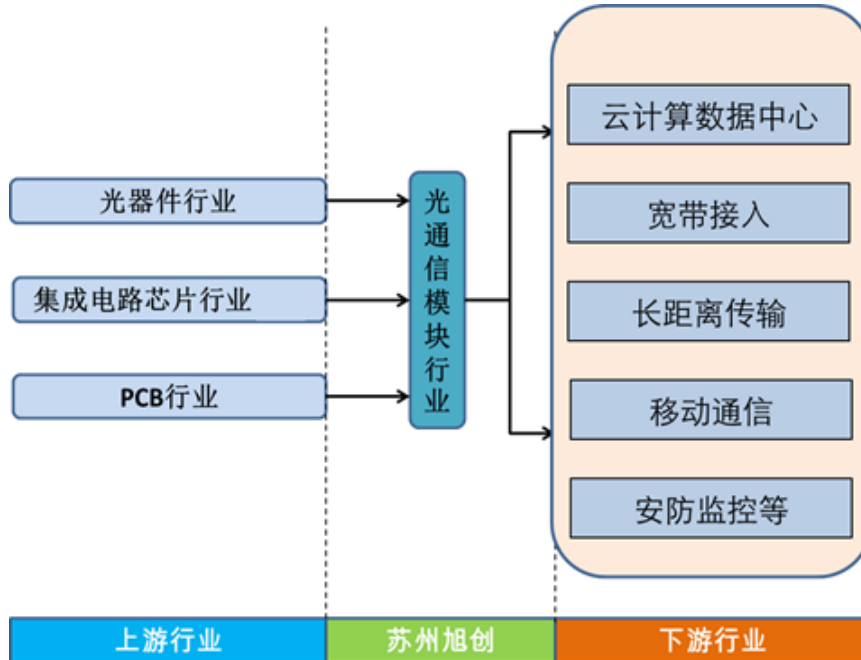 光器件行业
集成电路芯片行业
PCB行业
光通信模块行业
云计算数据中心
宽带接入
长距离传输
移动通信
安防监控等
上游行业
苏州旭创
下游行业